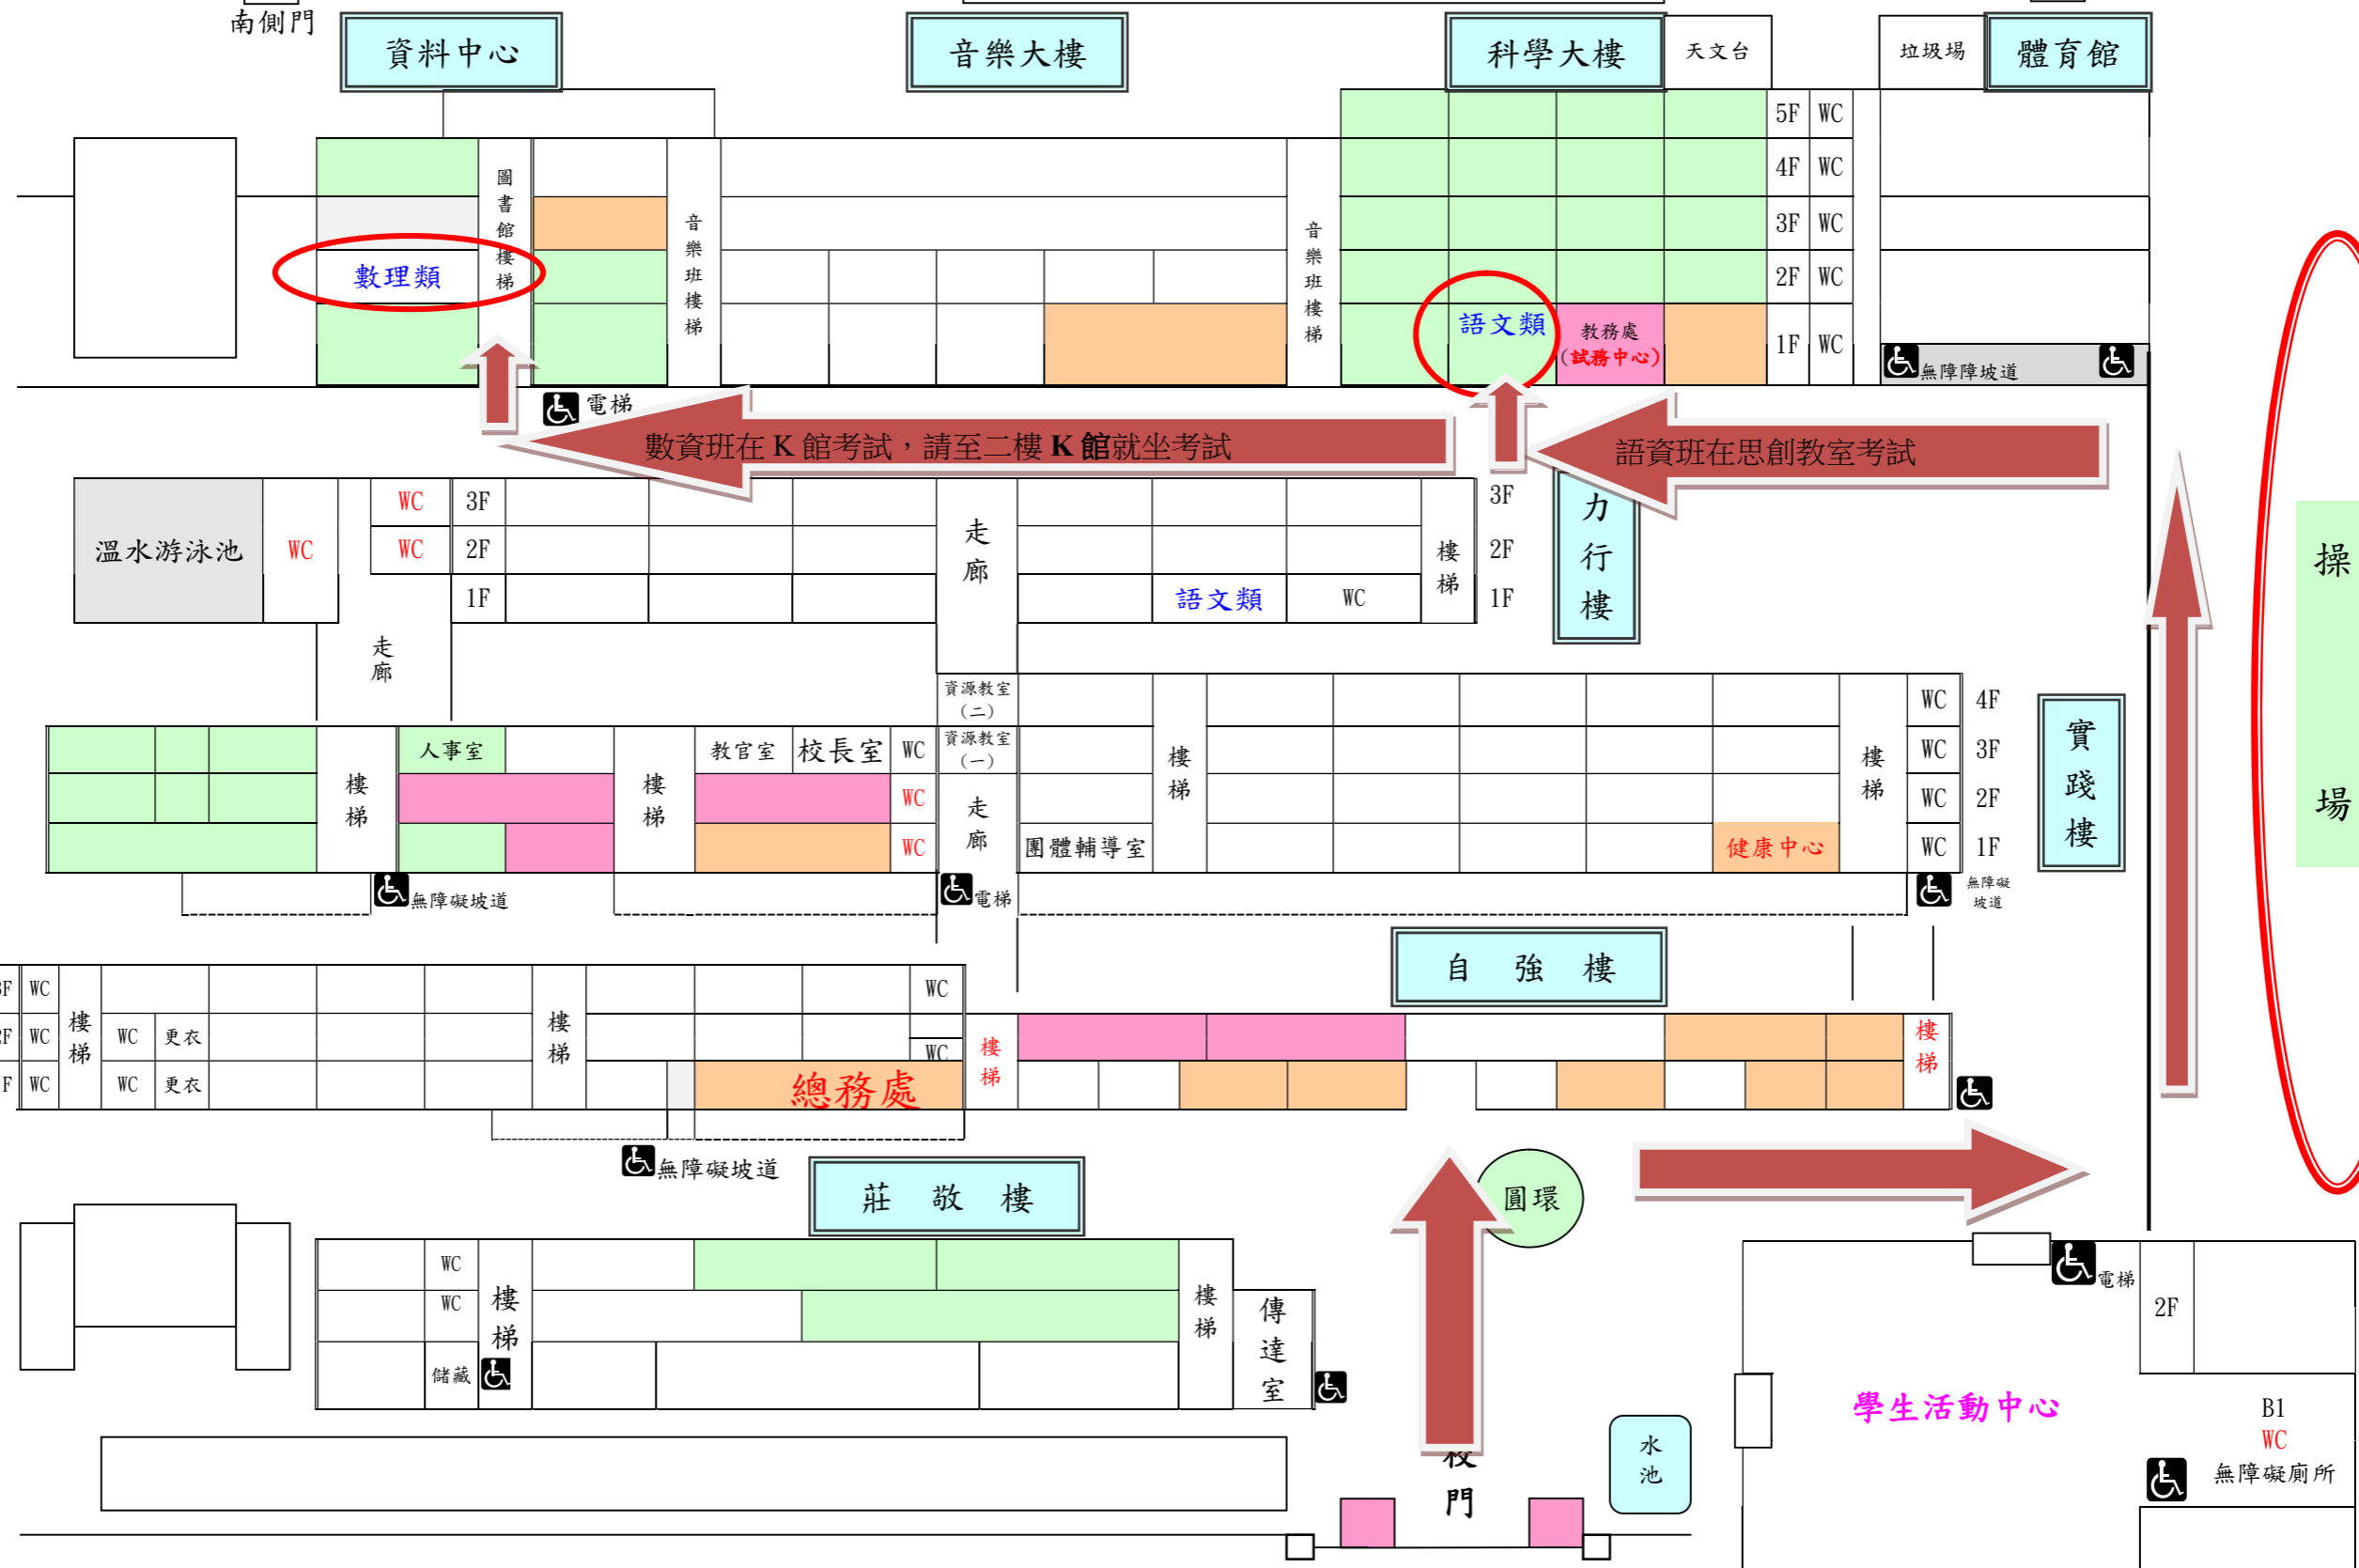 南側門
資料中心
音樂大樓
科學大樓
天文台
垃圾場
體育館
5F WC
4F WC
3F WC
2F WC
1F WC
圖書館樓梯
音樂班樓梯
音樂班樓梯
數理類
語文類
教務處
(試務中心)
無障障坡道
電梯
數資班在 K 館考試，請至二樓 K 館就坐考試
語資班在思創教室考試
溫水游泳池
WC
WC 3F
WC 2F
1F
走廊
語文類
WC
樓梯
3F
2F
1F
力行樓
操場
走廊
資源教室
(二)
WC 4F
人事室
樓梯
樓梯
教官室
校長室
WC
資源教室
(一)
樓梯
樓梯
WC 3F
WC
走廊
WC 2F
WC
團體輔導室
健康中心
WC 1F
實踐樓
無障礙坡道
電梯
無障礙
坡道
自強樓
3F WC
樓梯
樓梯
WC
2F WC
WC 更衣
WC
F WC
WC 更衣
總務處
樓梯
樓梯
無障礙坡道
莊敬樓
圓環
WC
WC
樓梯
儲藏
樓梯
傳達室
校門
水池
電梯
2F
學生活動中心
B1
WC
無障礙廁所